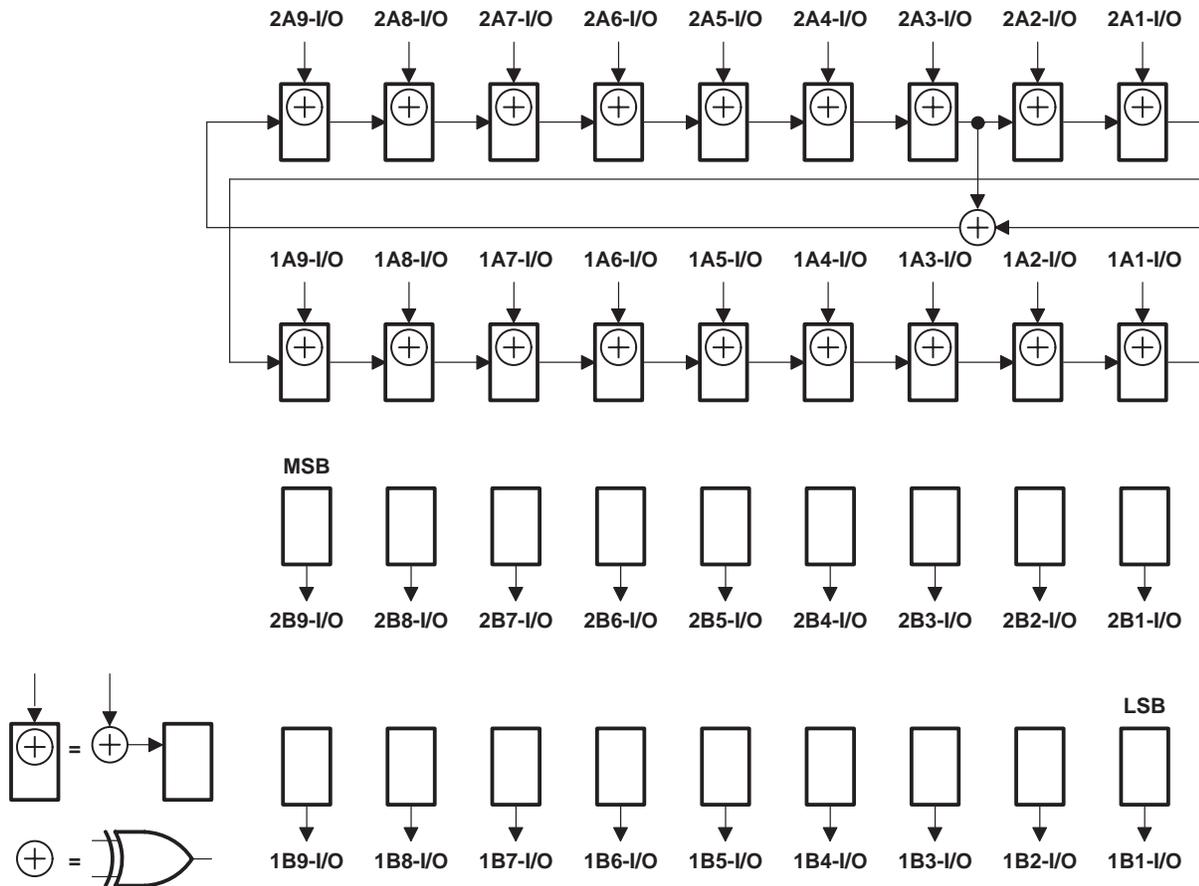 2A9-I/O 2A8-I/O 2A7-I/O 2A6-I/O 2A5-I/O 2A4-I/O 2A3-I/O 2A2-I/O 2A1-I/O
1A9-I/O 1A8-I/O 1A7-I/O 1A6-I/O 1A5-I/O 1A4-I/O 1A3-I/O 1A2-I/O 1A1-I/O
MSB
2B9-I/O 2B8-I/O 2B7-I/O 2B6-I/O 2B5-I/O 2B4-I/O 2B3-I/O 2B2-I/O 2B1-I/O
LSB
=
1B9-I/O 1B8-I/O 1B7-I/O 1B6-I/O 1B5-I/O 1B4-I/O 1B3-I/O 1B2-I/O 1B1-I/O
=